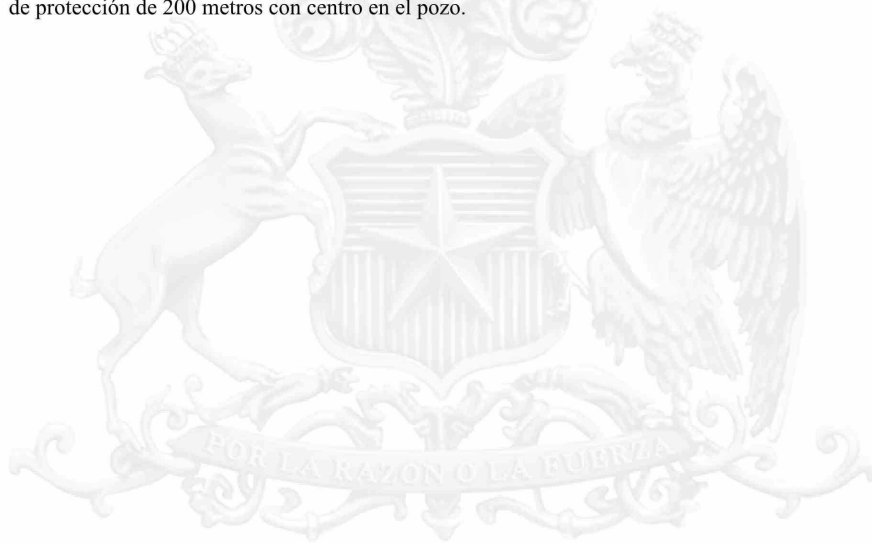 de protección de 200 metros con centro en el pozo.
POR LA RAZON O LA FUERZA